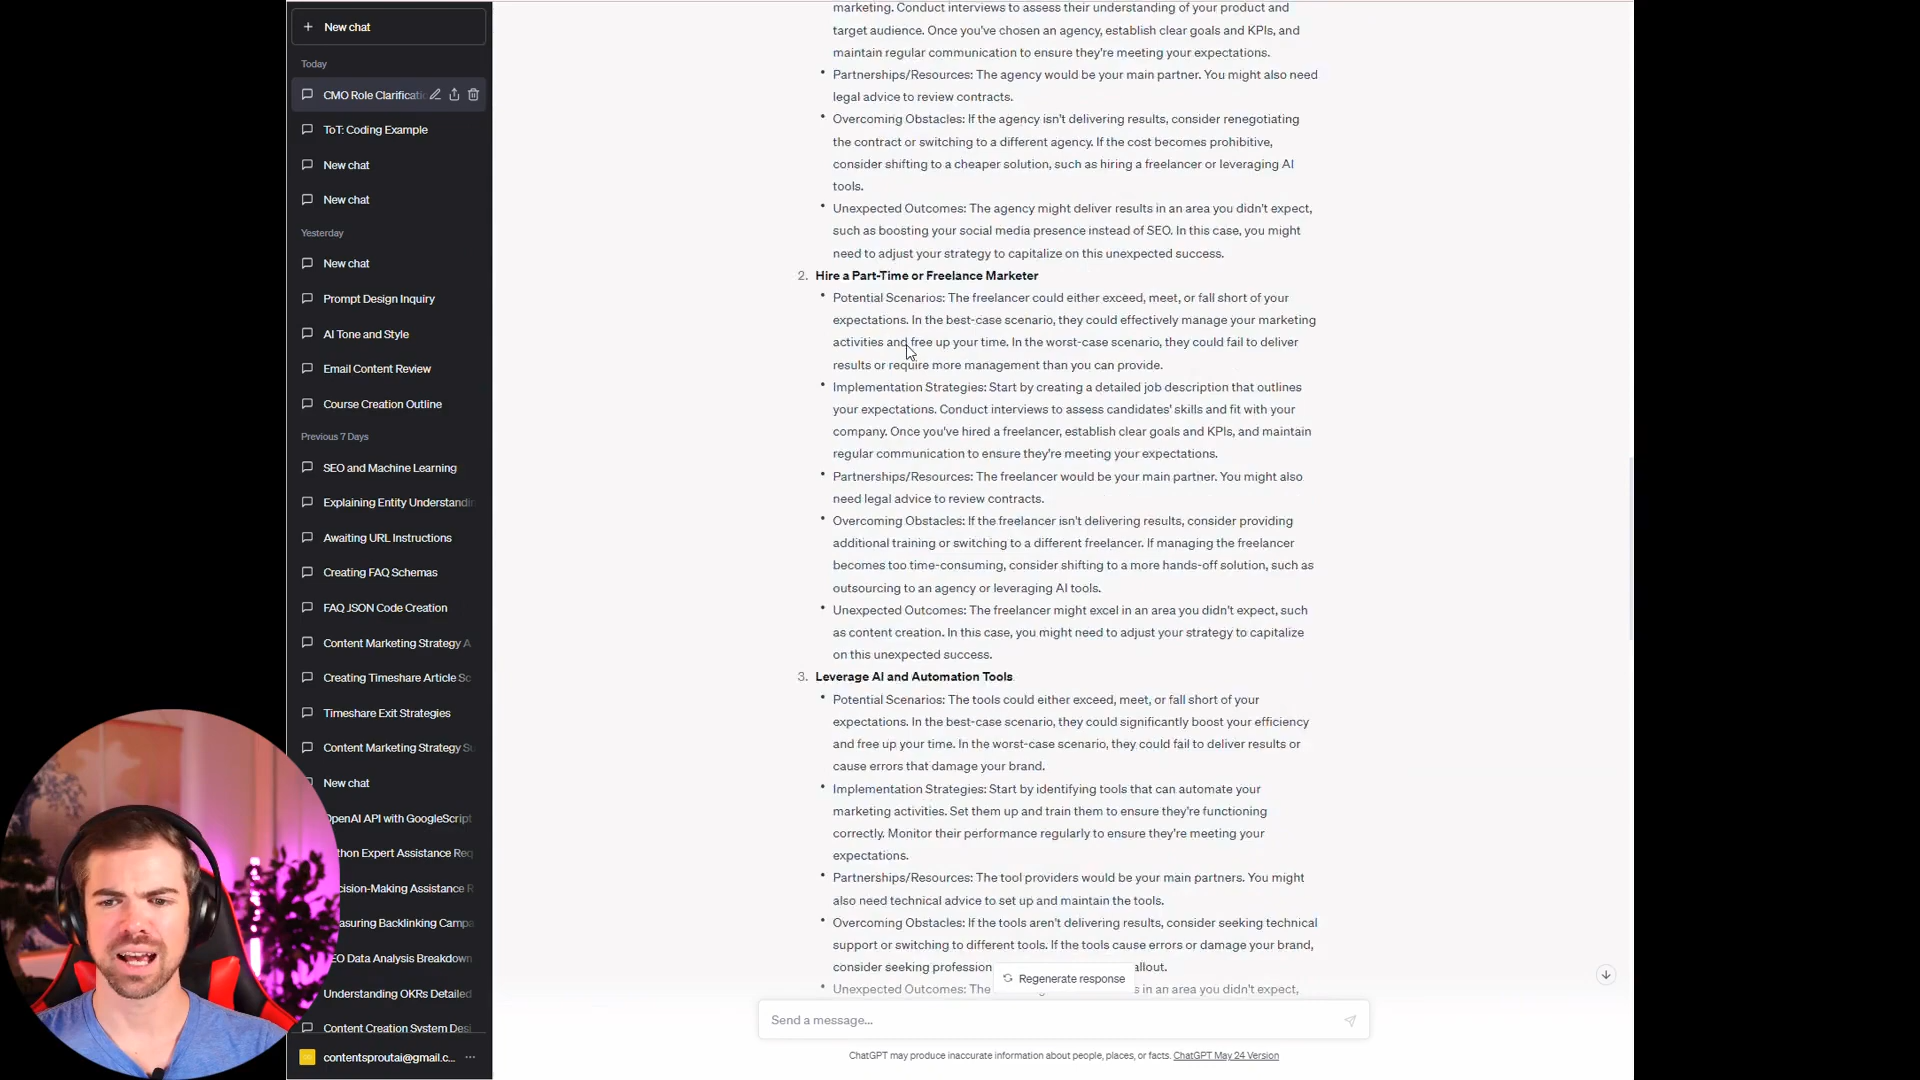 New chat
Today
CMO Role Clarificati
ToT: Coding Example
New chat
New chat
Yesterday
New chat
Prompt Design Inquiry
AI Tone and Style
Email Content Review
Course Creation Outline
Previous 7 Days
SEO and Machine Learning
Explaining Entity Understandin
Awaiting URL Instructions
Creating FAQ Schemas
FAQ JSON Code Creation
Content Marketing Strategy A
Creating Timeshare Article Sc
Timeshare Exit Strategies
Content Marketing Strategy Su
New chat
OpenAI API with GoogleScript
thon Expert Assistance Req
cision-Making Assistance R
asuring Backlinking Campa
EO Data Analysis Breakdown
Understanding OKRs Detailed
Content Creation System Desi
contentsproutai@gmail.c...
marketing. Conduct interviews to assess their understanding of your product and
target audience. Once you've chosen an agency, establish clear goals and KPIs, and
maintain regular communication to ensure they're meeting your expectations.
• Partnerships/Resources: The agency would be your main partner. You might also need
legal advice to review contracts.
• Overcoming Obstacles: If the agency isn't delivering results, consider renegotiating
the contract or switching to a different agency. If the cost becomes prohibitive,
consider shifting to a cheaper solution, such as hiring a freelancer or leveraging AI
tools.
• Unexpected Outcomes: The agency might deliver results in an area you didn't expect,
such as boosting your social media presence instead of SEO. In this case, you might
need to adjust your strategy to capitalize on this unexpected success.
2. Hire a Part-Time or Freelance Marketer
• Potential Scenarios: The freelancer could either exceed, meet, or fall short of your
expectations. In the best-case scenario, they could effectively manage your marketing
activities and free up your time. In the worst-case scenario, they could fail to deliver
results or require more management than you can provide.
• Implementation Strategies: Start by creating a detailed job description that outlines
your expectations. Conduct interviews to assess candidates' skills and fit with your
company. Once you've hired a freelancer, establish clear goals and KPIs, and maintain
regular communication to ensure they're meeting your expectations.
• Partnerships/Resources: The freelancer would be your main partner. You might also
need legal advice to review contracts.
• Overcoming Obstacles: If the freelancer isn't delivering results, consider providing
additional training or switching to a different freelancer. If managing the freelancer
becomes too time-consuming, consider shifting to a more hands-off solution, such as
outsourcing to an agency or leveraging AI tools.
• Unexpected Outcomes: The freelancer might excel in an area you didn't expect, such
as content creation. In this case, you might need to adjust your strategy to capitalize
on this unexpected success.
3. Leverage AI and Automation Tools
• Potential Scenarios: The tools could either exceed, meet, or fall short of your
expectations. In the best-case scenario, they could significantly boost your efficiency
and free up your time. In the worst-case scenario, they could fail to deliver results or
cause errors that damage your brand.
• Implementation Strategies: Start by identifying tools that can automate your
marketing activities. Set them up and train them to ensure they're functioning
correctly. Monitor their performance regularly to ensure they're meeting your
expectations.
• Partnerships/Resources: The tool providers would be your main partners. You might
also need technical advice to set up and maintain the tools.
• Overcoming Obstacles: If the tools aren't delivering results, consider seeking technical
support or switching to different tools. If the tools cause errors or damage your brand,
consider seeking profession allout.
• Unexpected Outcomes: The s in an area you didn't expect,
Regenerate response
Send a message...
ChatGPT may produce inaccurate information about people, places, or facts. ChatGPT May 24 Version